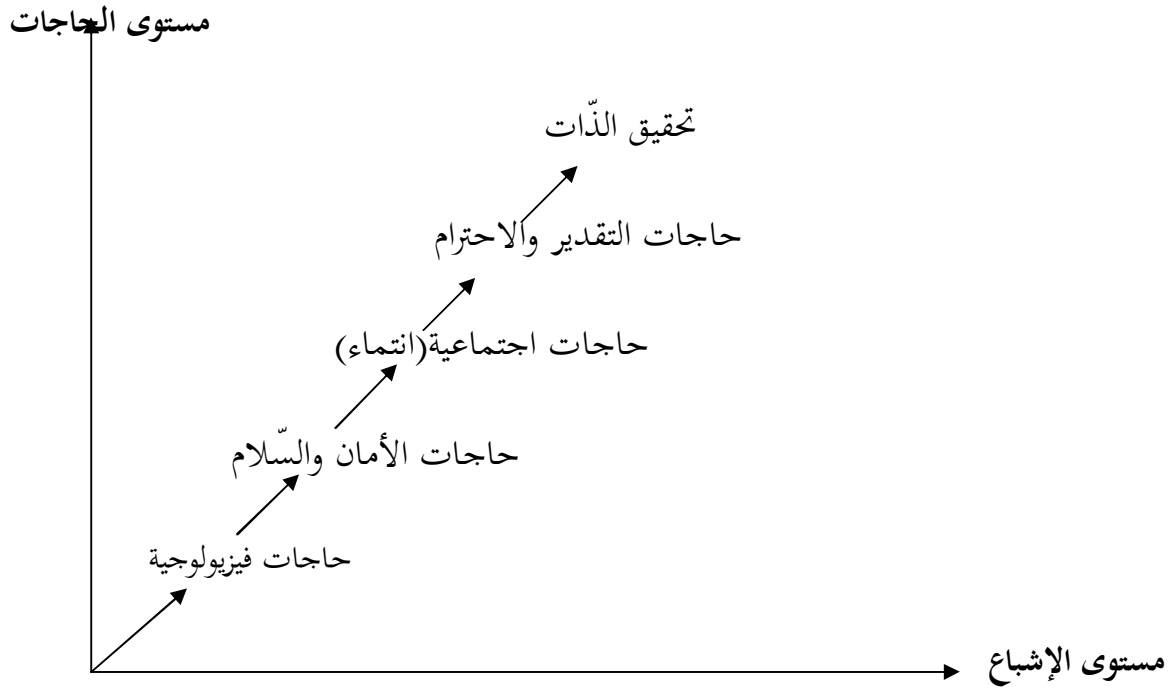 مستوى الحاجات
تحقيق الذّات
حاجات التقدير والاحترام
حاجات اجتماعية(انتماء)
حاجات الأمان والسّلام
حاجات فيزيولوجية
مستوى الإشباع